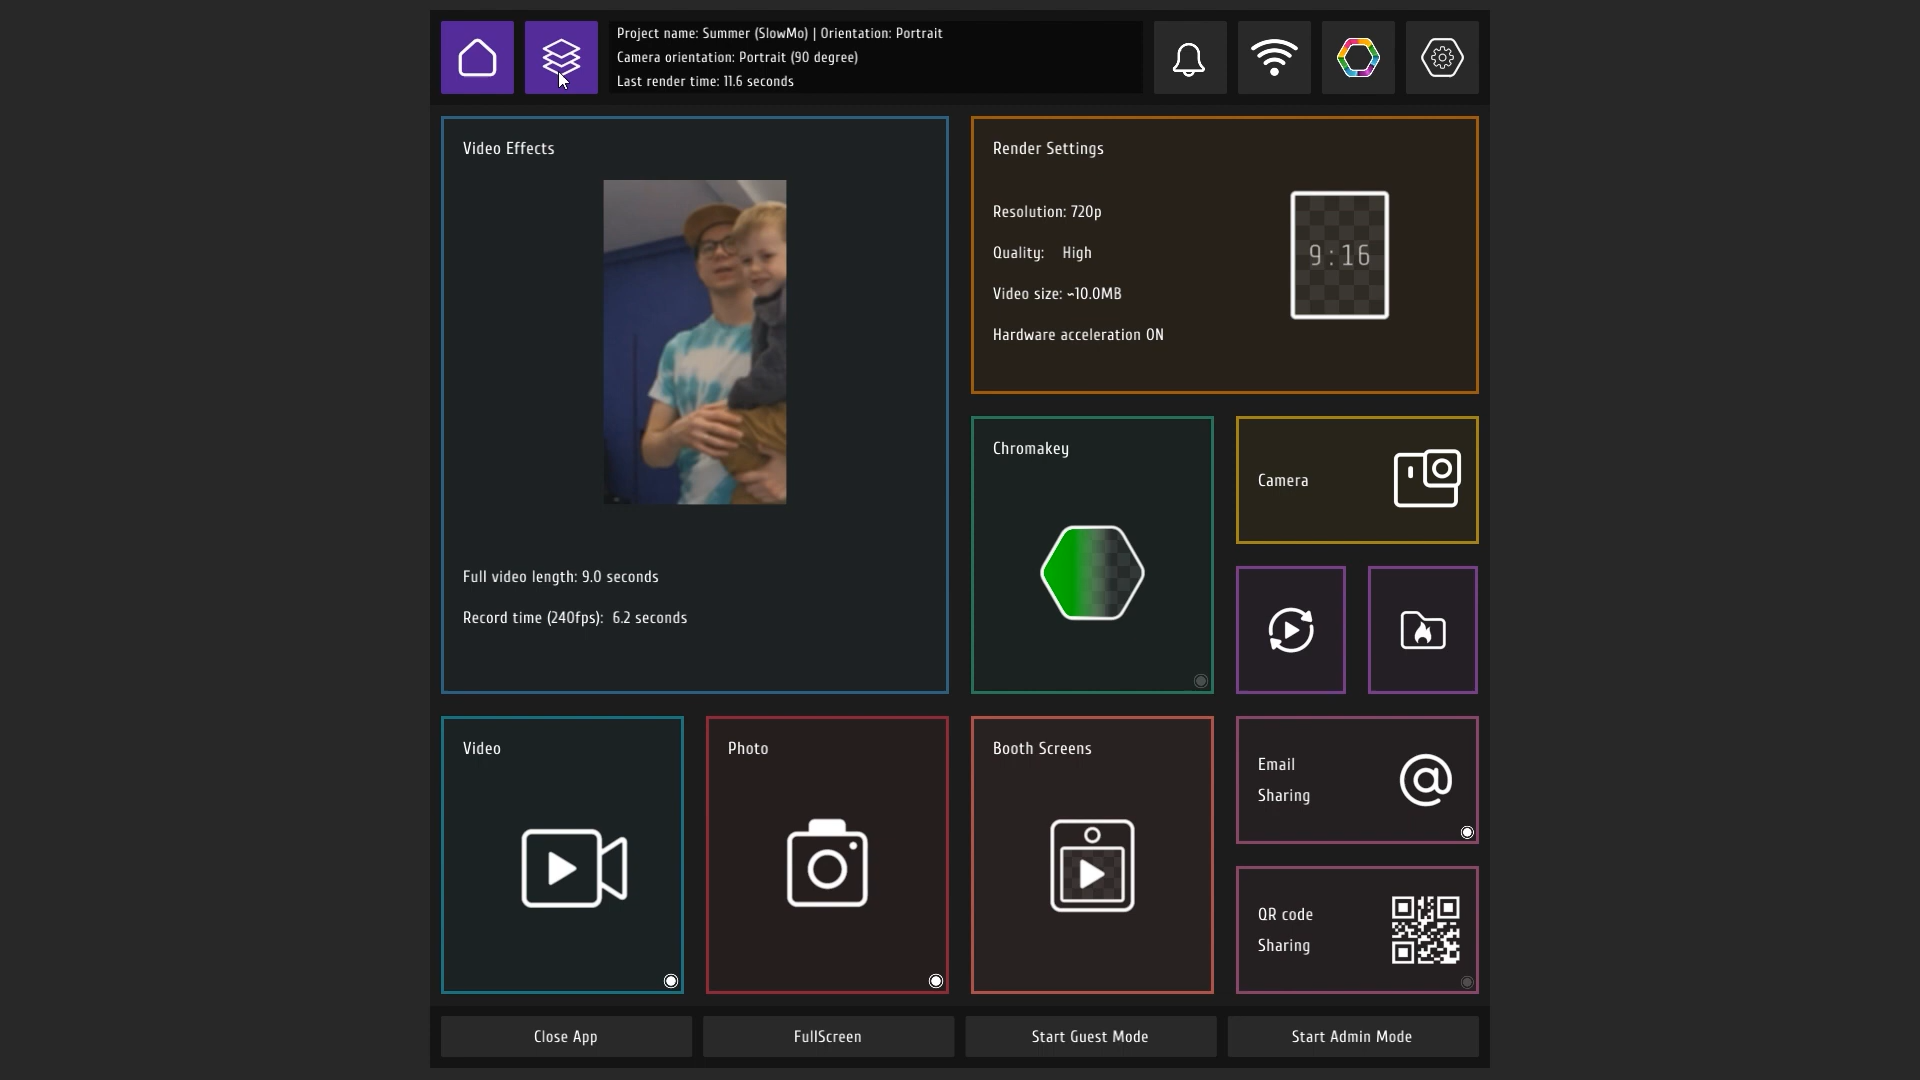 Project name: Summer (SlowMo) | Orientation: Portrait
Camera orientation: Portrait (90 degree)
Last render time: 11.6 seconds
Video Effects
Full video length: 9.0 seconds
Record time (240fps): 6.2 seconds
Render Settings
Resolution: 720p
Quality: High
Video size: ~10.0MB
Hardware acceleration ON
9:16
Chromakey
Camera
Video
Photo
Booth Screens
Email
Sharing
QR code
Sharing
Close App
FullScreen
Start Guest Mode
Start Admin Mode